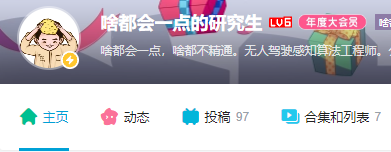 啥都会一点的研究生 LV6 年度大会员
啥都会一点，啥都不精通。无人驾驶感知算法工程师。
主页 动态 投稿 97 合集和列表 7